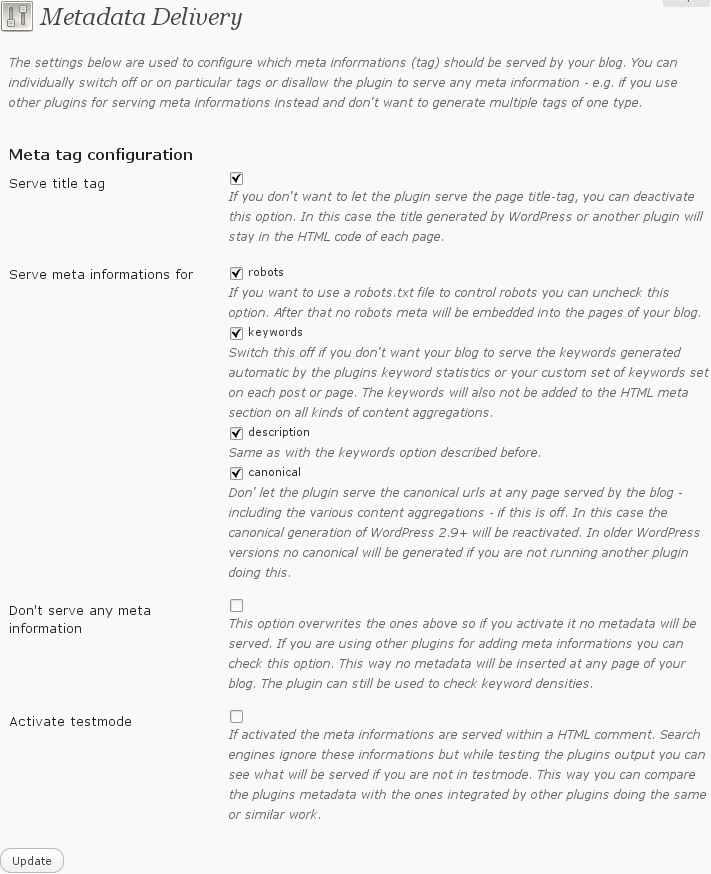 Metadata Delivery
The settings below are used to configure which meta informations (tag) should be served by your blog. You can
individually switch off or on particular tags or disallow the plugin to serve any meta information - e.g. if you use
other plugins for serving meta informations instead and don't want to generate multiple tags of one type.
Meta tag configuration
Serve title tag
If you don't want to let the plugin serve the page title-tag, you can deactivate
this option. In this case the title generated by WordPress or another plugin will
stay in the HTML code of each page.
Serve meta informations for
robots
If you want to use a robots.txt file to control robots you can uncheck this
option. After that no robots meta will be embedded into the pages of your blog.
keywords
Switch this off if you don't want your blog to serve the keywords generated
automatic by the plugins keyword statistics or your custom set of keywords set
on each post or page. The keywords will also not be added to the HTML meta
section on all kinds of content aggregations.
description
Same as with the keywords option described before.
canonical
Don' let the plugin serve the canonical urls at any page served by the blog -
including the various content aggregations - if this is off. In this case the
canonical generation of WordPress 2.9+ will be reactivated. In older WordPress
versions no canonical will be generated if you are not running another plugin
doing this.
Don't serve any meta
information
This option overwrites the ones above so if you activate it no metadata will be
served. If you are using other plugins for adding meta informations you can
check this option. This way no metadata will be inserted at any page of your
blog. The plugin can still be used to check keyword densities.
Activate testmode
If activated the meta informations are served within a HTML comment. Search
engines ignore these informations but while testing the plugins output you can
see what will be served if you are not in testmode. This way you can compare
the plugins metadata with the ones integrated by other plugins doing the same
or similar work.
Update